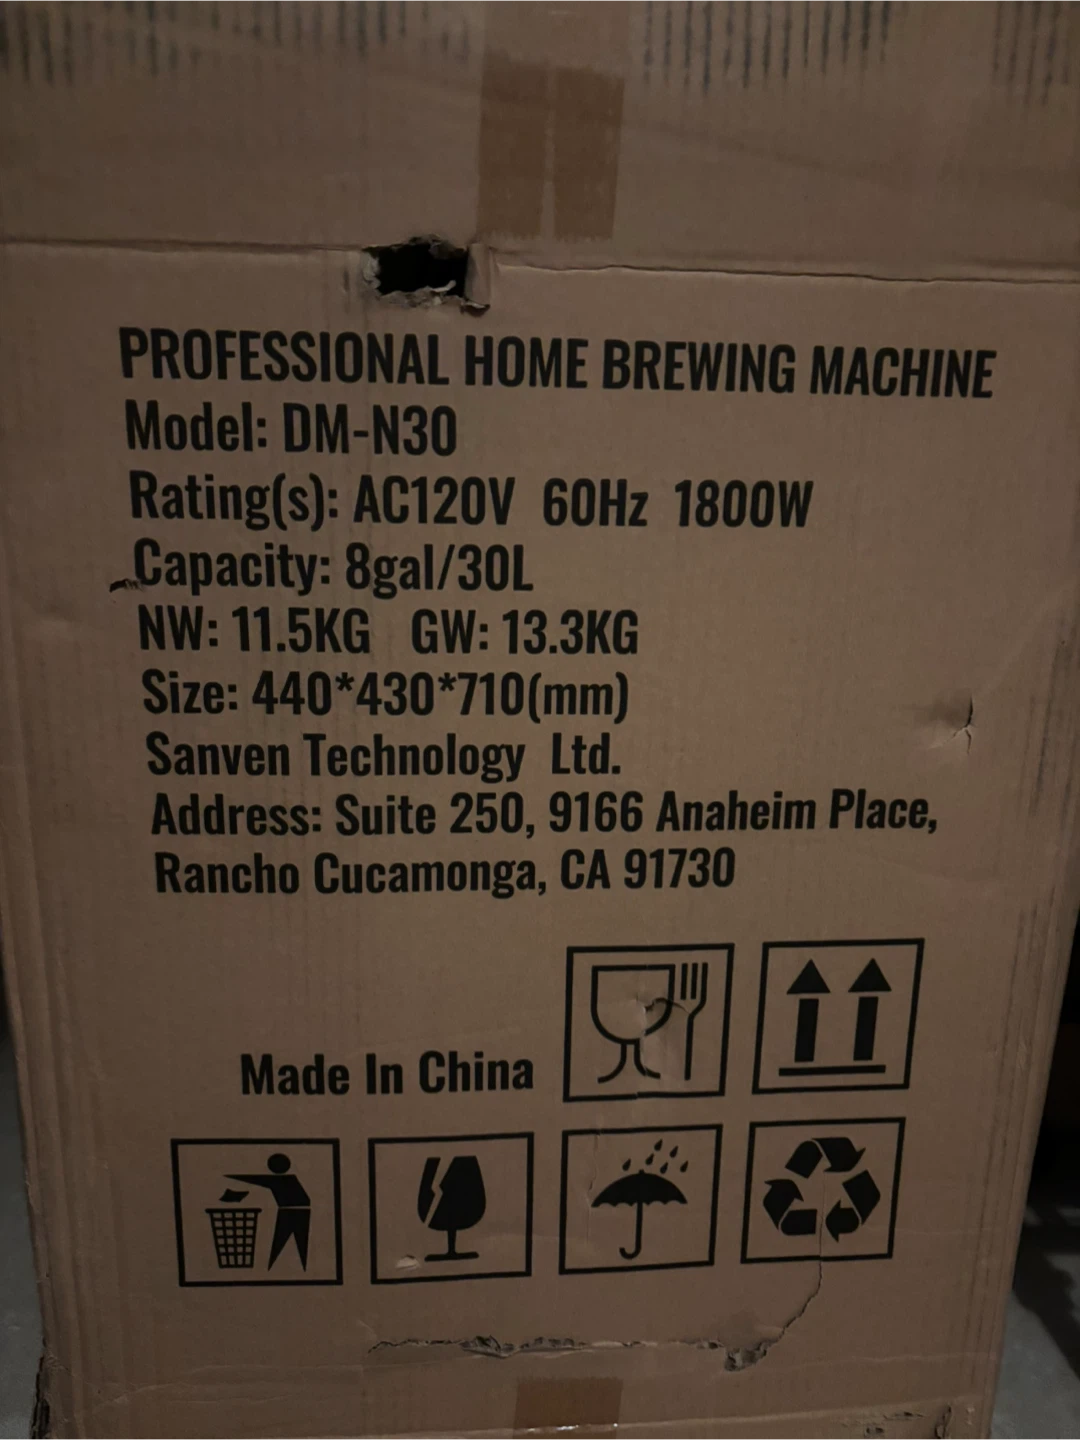 PROFESSIONAL HOME BREWING MACHINE
Model: DM-N30
Rating(s): AC120V 60Hz 1800W
Capacity: 8gal/30L
NW: 11.5KG GW: 13.3KG
Size: 440*430*710(mm)
Sanven Technology Ltd.
Address: Suite 250, 9166 Anaheim Place,
Rancho Cucamonga, CA 91730
Made In China